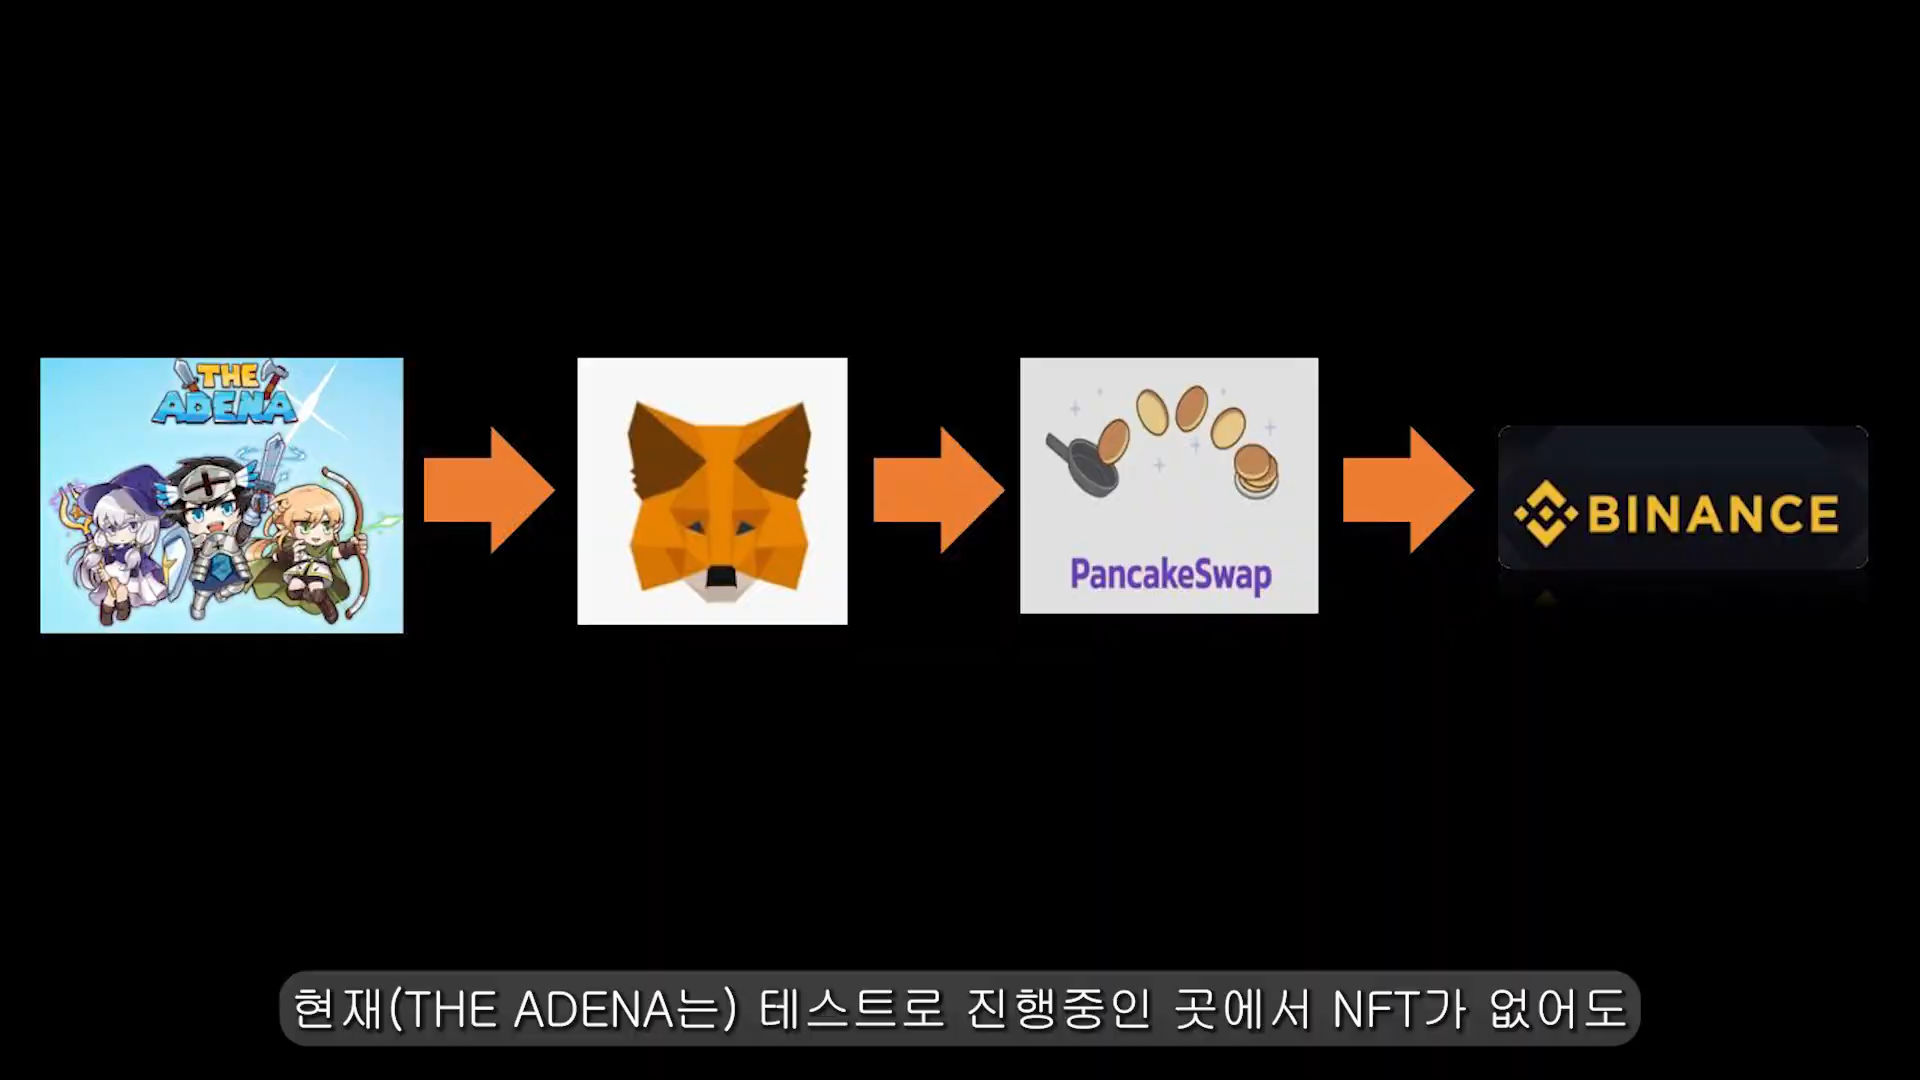 THE
ADENA
PancakeSwap
BINANCE
현재(THE ADENA는) 테스트로 진행중인 곳에서 NFT가 없어도